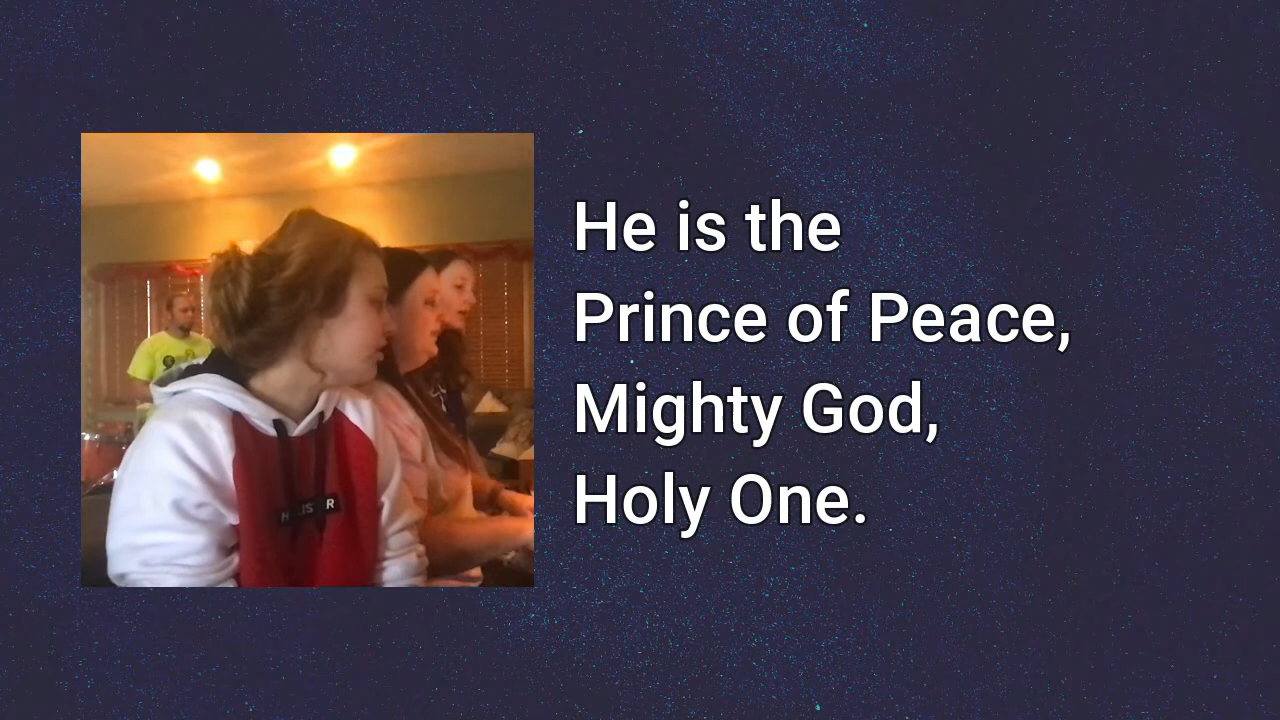 He is the
Prince of Peace,
Mighty God,
Holy One.